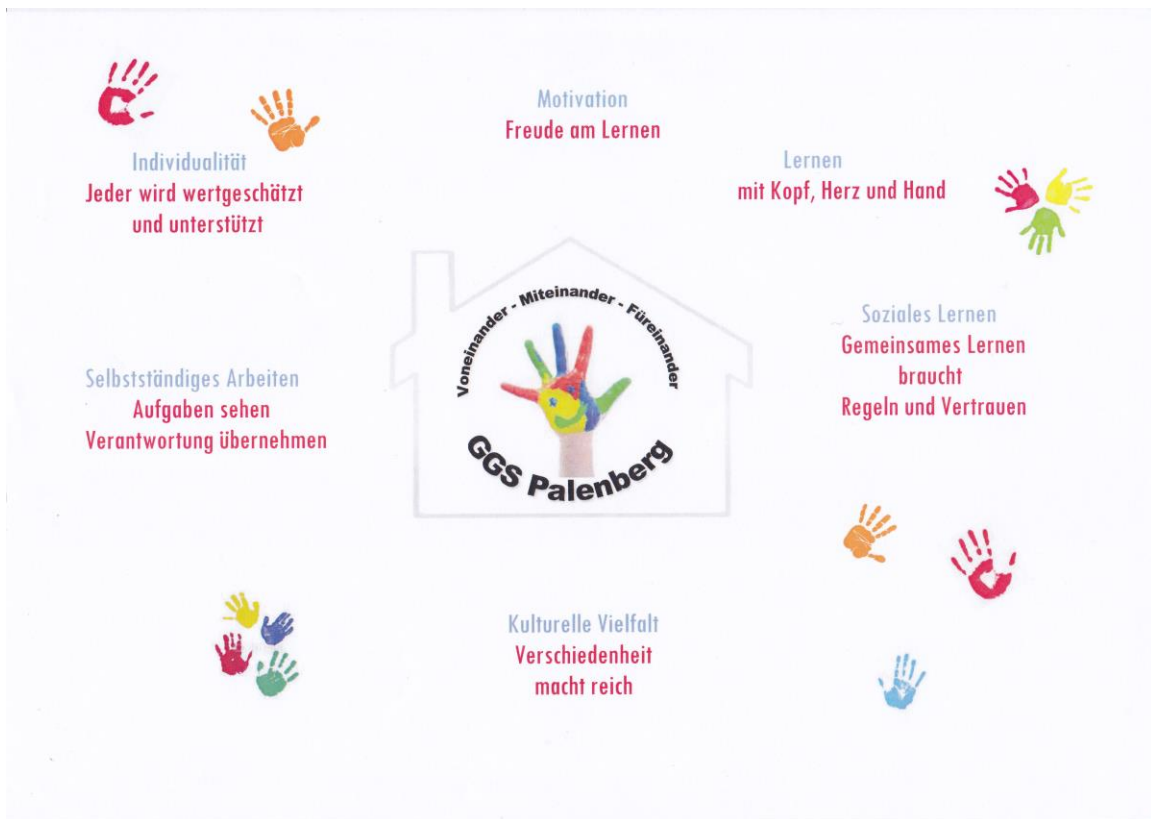 Motivation
Freude am Lernen
Individualität
Jeder wird wertgeschätzt
und unterstützt
Lernen
mit Kopf, Herz und Hand
Voneinander - Miteinander - Füreinander
GGS Palenberg
Soziales Lernen
Gemeinsames Lernen
braucht
Regeln und Vertrauen
Selbstständiges Arbeiten
Aufgaben sehen
Verantwortung übernehmen
Kulturelle Vielfalt
Verschiedenheit
macht reich